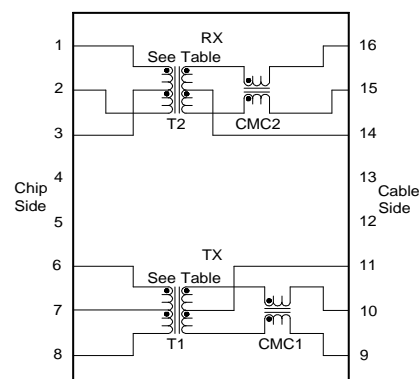 RX
1
16
See Table
2
15
3
T2
CMC2
14
4
13
Chip
Side
Cable
Side
5
12
TX
6
11
See Table
7
10
T1
CMC1
8
9